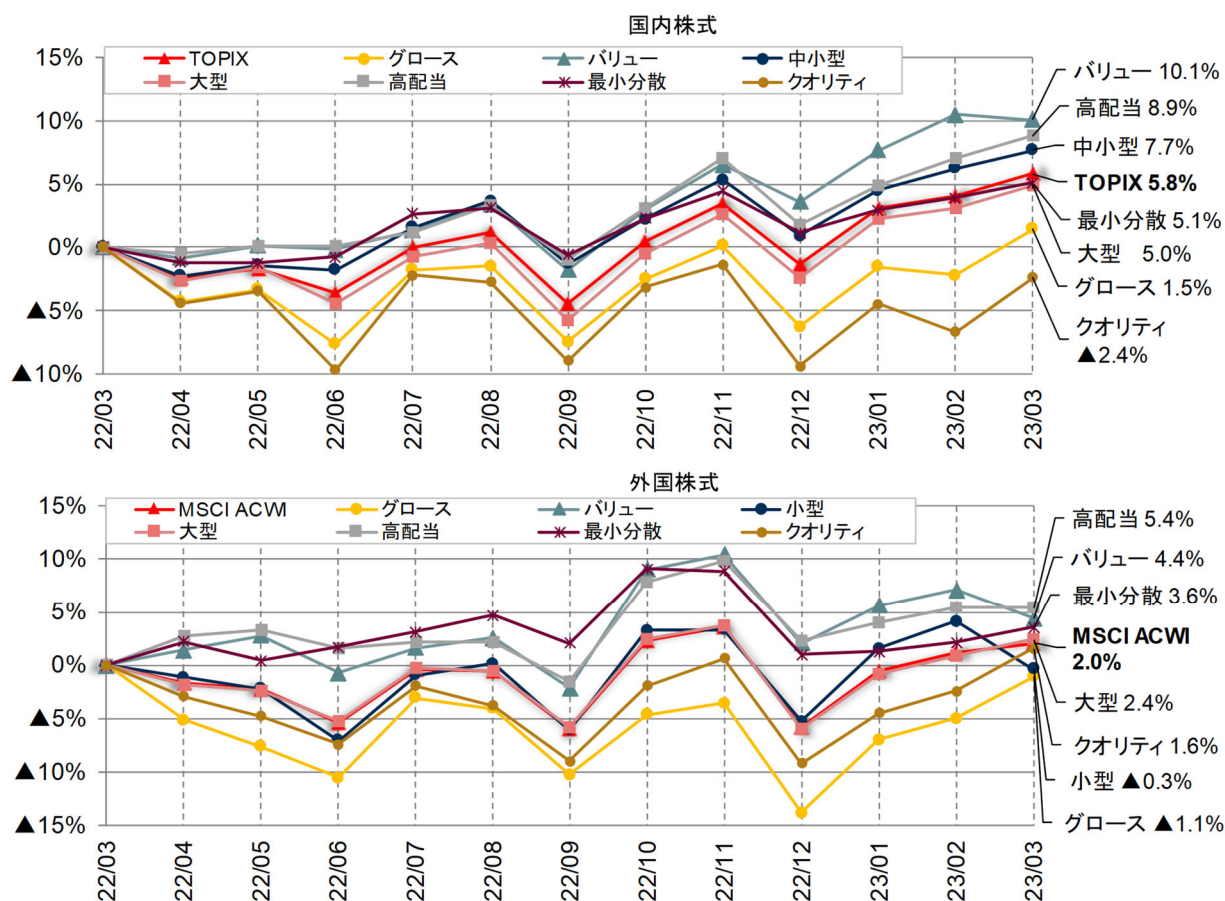 国内株式
15%
10%
5%
0%
▲5%
▲10%
TOPIX
グロース
バリュー
中小型
大型
高配当
最小分散
クオリティ
バリュー 10.1%
高配当 8.9%
中小型 7.7%
TOPIX 5.8%
最小分散 5.1%
大型 5.0%
グロース 1.5%
クオリティ
▲2.4%
22/03
22/04
22/05
22/06
22/07
22/08
22/09
22/10
22/11
22/12
23/01
23/02
23/03
外国株式
15%
10%
5%
0%
▲5%
▲10%
▲15%
MSCI ACWI
グロース
バリュー
小型
大型
高配当
最小分散
クオリティ
高配当 5.4%
バリュー 4.4%
最小分散 3.6%
MSCI ACWI
2.0%
大型 2.4%
クオリティ 1.6%
小型 ▲0.3%
グロース ▲1.1%
22/03
22/04
22/05
22/06
22/07
22/08
22/09
22/10
22/11
22/12
23/01
23/02
23/03